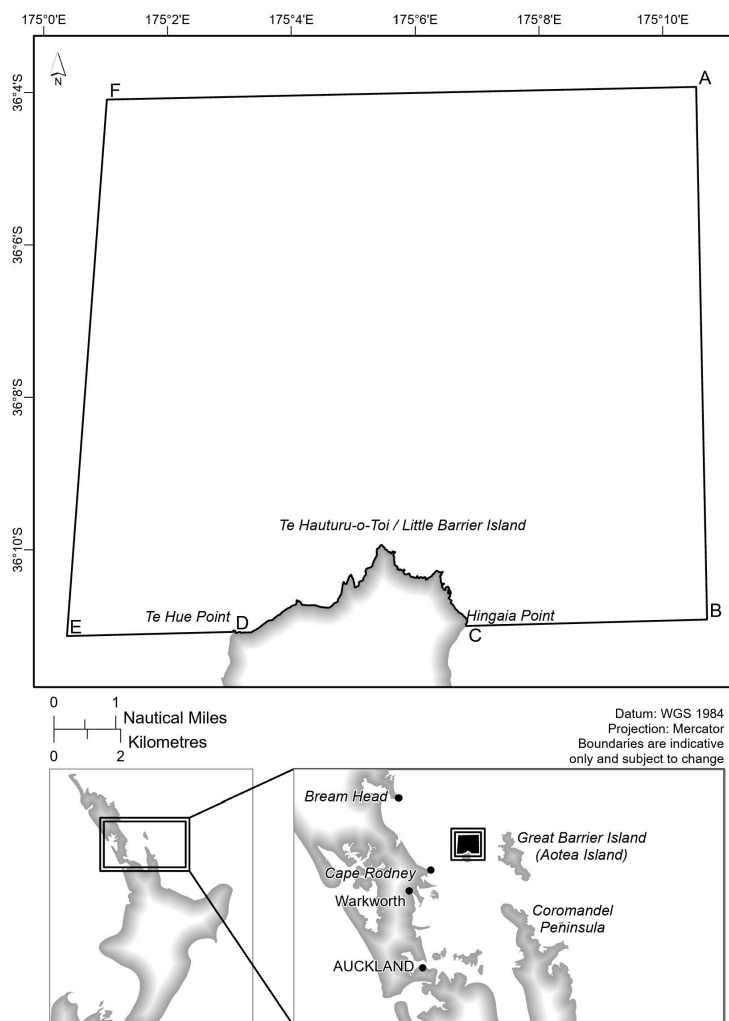 175°0'E
175°2'E
175°4'E
175°6'E
175°8'E
175°10'E
36°4'S
36°6'S
36°8'S
36°10'S
N
F
A
Te Hauturu-o-Toi / Little Barrier Island
Te Hue Point
D
Hingaia Point
B
E
C
0
1
Nautical Miles
Kilometres
0
2
Datum: WGS 1984
Projection: Mercator
Boundaries are indicative
only and subject to change
Bream Head
Great Barrier Island
(Aotea Island)
Cape Rodney
Warkworth
Coromandel
Peninsula
AUCKLAND